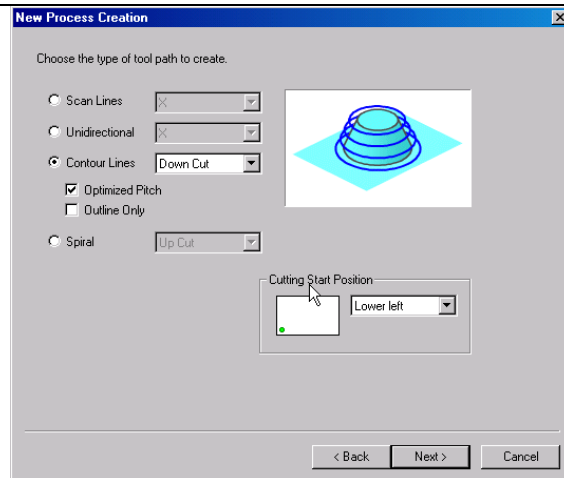 New Process Creation
Choose the type of tool path to create.
Scan Lines X
Unidirectional X
Contour Lines Down Cut
Optimized Pitch
Outline Only
Spiral Up Cut
Cutting Start Position
Lower left
< Back Next > Cancel